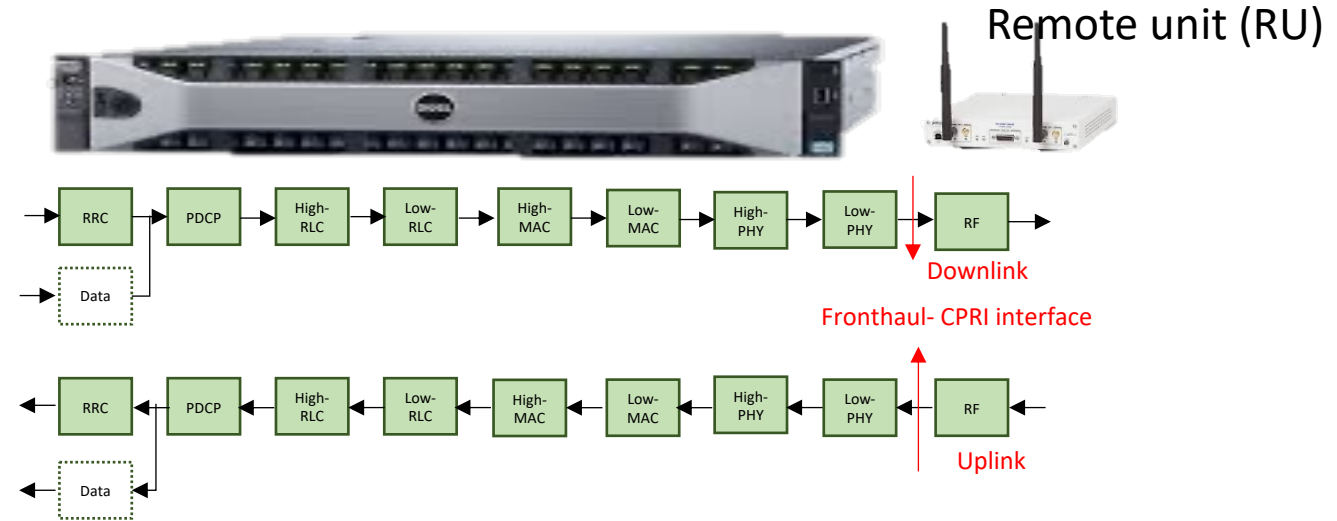 Remote unit (RU)
RRC
PDCP
High-
RLC
Low-
RLC
High-
MAC
Low-
MAC
High-
PHY
Low-
PHY
RF
Data
Downlink
Fronthaul- CPRI interface
RRC
PDCP
High-
RLC
Low-
RLC
High-
MAC
Low-
MAC
High-
PHY
Low-
PHY
RF
Data
Uplink